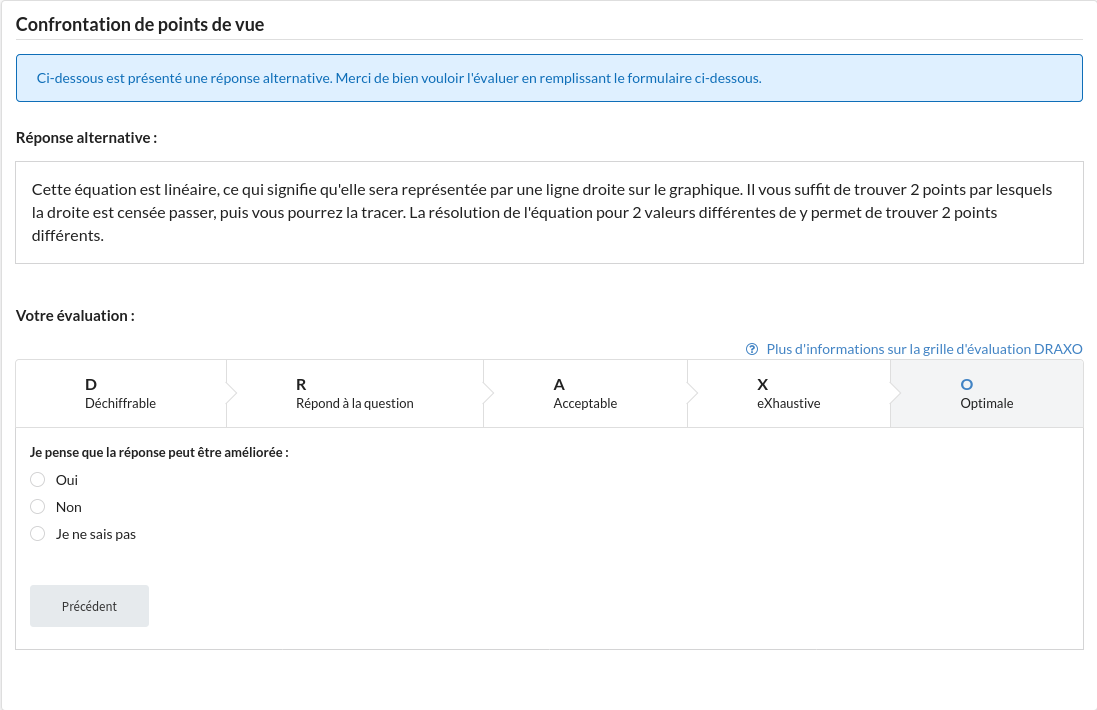 Confrontation de points de vue
Ci-dessous est présenté une réponse alternative. Merci de bien vouloir l'évaluer en remplissant le formulaire ci-dessous.
Réponse alternative :
Cette équation est linéaire, ce qui signifie qu'elle sera représentée par une ligne droite sur le graphique. Il vous suffit de trouver 2 points par lesquels
la droite est censée passer, puis vous pourrez la tracer. La résolution de l'équation pour 2 valeurs différentes de y permet de trouver 2 points
différents.
Votre évaluation :
Plus d'informations sur la grille d'évaluation DRAXO
D
Déchiffrable
R
Répond à la question
A
Acceptable
X
eXhaustive
O
Optimale
Je pense que la réponse peut être améliorée :
Oui
Non
Je ne sais pas
Précédent